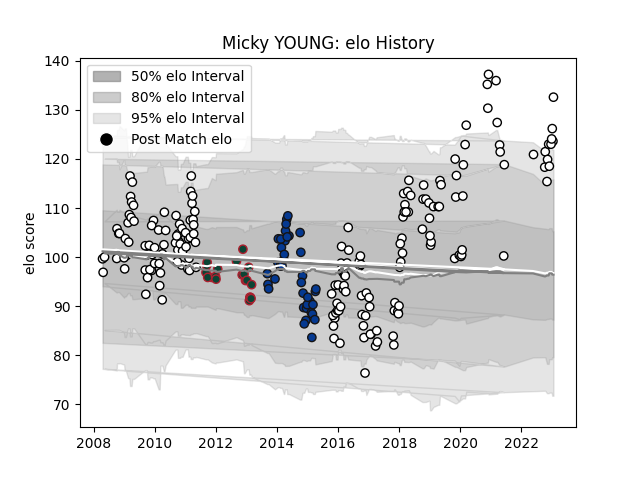 Micky YOUNG: elo History
50% elo Interval
80% elo Interval
95% elo Interval
Post Match elo
elo score
140
130
120
110
100
90
80
70
2008 2010 2012 2014 2016 2018 2020 2022